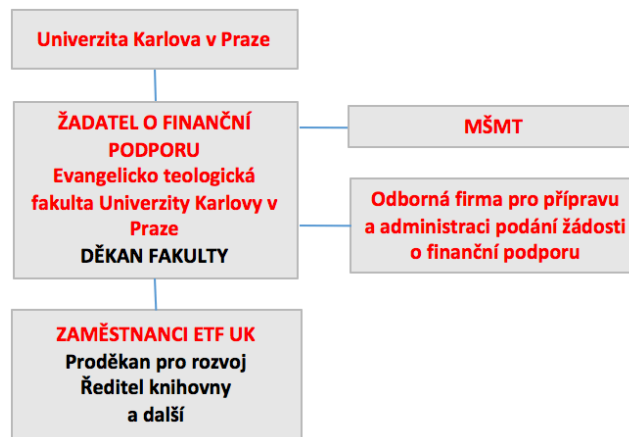 Univerzita Karlova v Praze
ŽADATEL O FINANČNÍ
PODPORU
Evangelicko teologická
fakulta Univerzity Karlovy v
Praze
DĚKAN FAKULTY
MŠMT
Odborná firma pro přípravu
a administraci podání žádosti
o finanční podporu
ZAMĚSTNANCI ETF UK
Proděkan pro rozvoj
Ředitel knihovny
a další